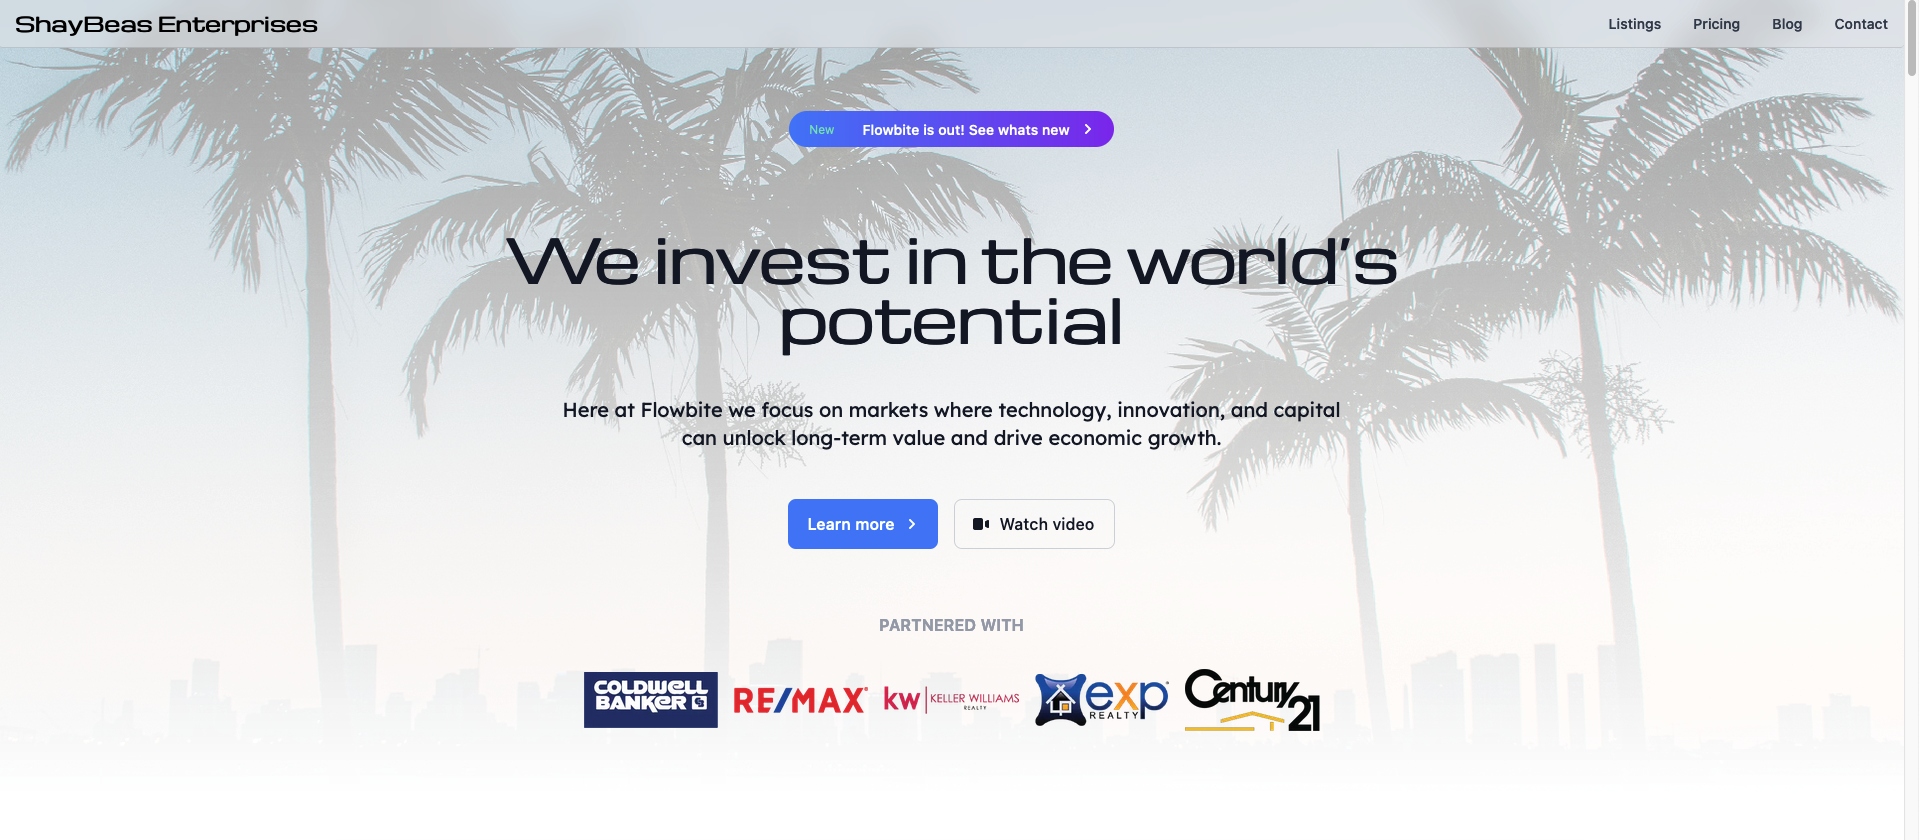 ShayBeas Enterprises
Listings Pricing Blog Contact
New Flowbite is out! See whats new
We invest in the world's
potential
Here at Flowbite we focus on markets where technology, innovation, and capital
can unlock long-term value and drive economic growth.
Learn more Watch video
PARTNERED WITH
COLDWELL
BANKER CB
RE/MAX
kw KELLER WILLIAMS
REALTY
exp
REALTY
Century
21